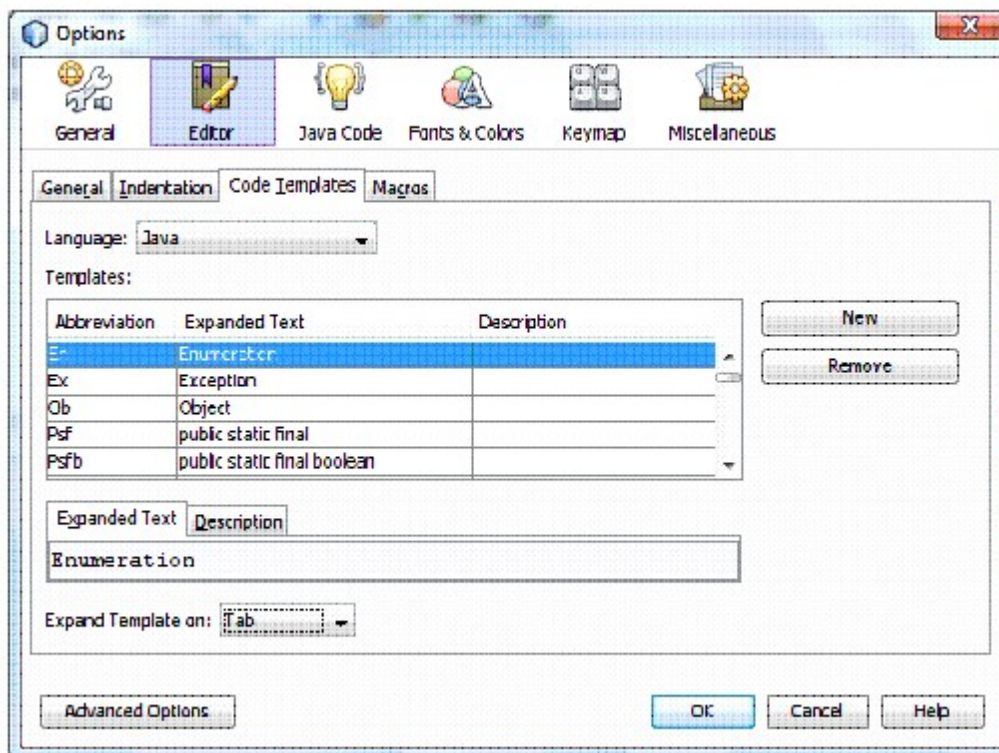 Options
General Editor Java Code Fonts & Colors Keymap Miscellaneous
General Indentation Code Templates Macros
Language: Java
Templates:
Abbreviation Expanded Text Description
En Enumeration
Ex Exception
Ob Object
Psf public static final
Psfb public static final boolean
New
Remove
Expanded Text Description
Enumeration
Expand Template on: Tab
Advanced Options OK Cancel Help